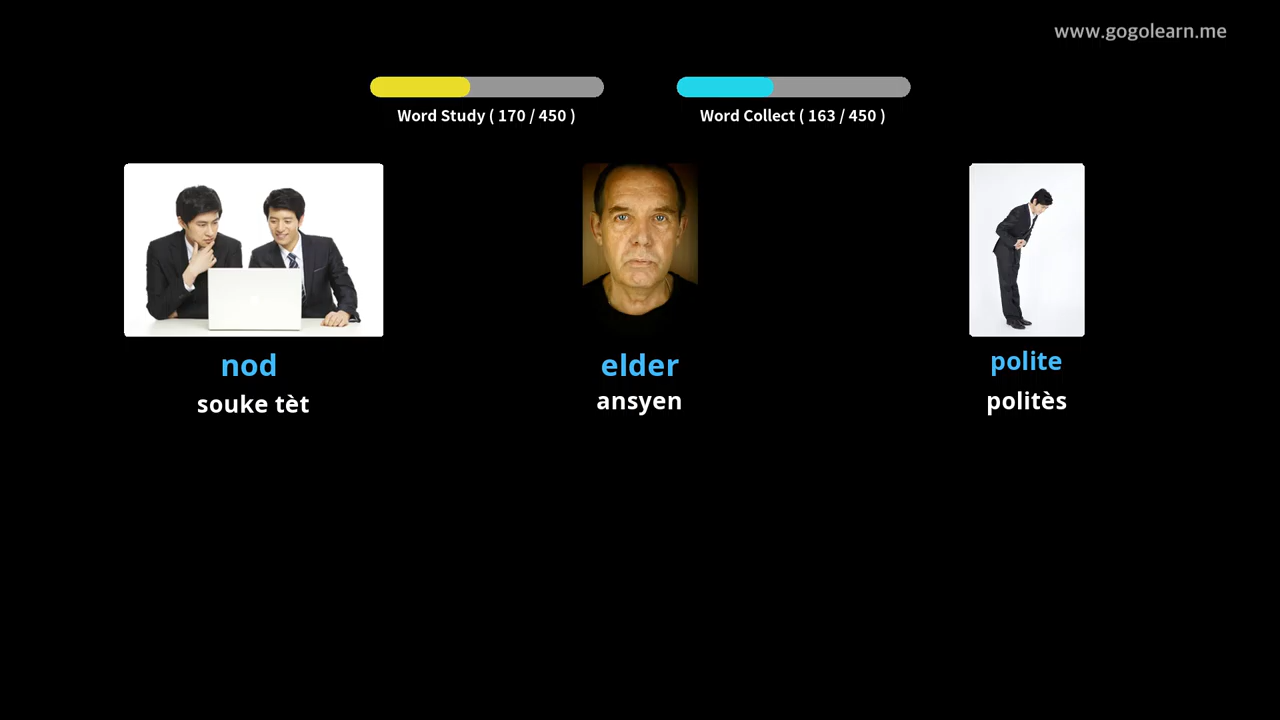 www.gogolearn.me
Word Study ( 170 / 450 )
Word Collect ( 163 / 450 )
nod
souke tèt
elder
ansyen
polite
politès